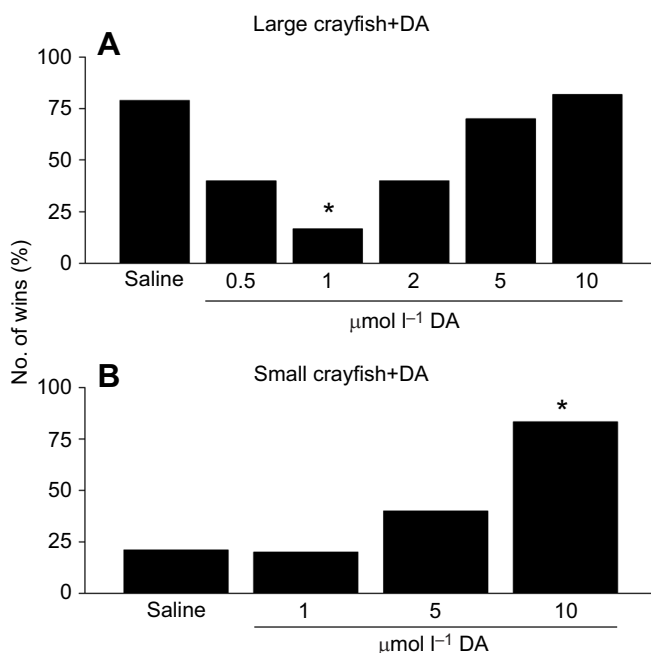 Large crayfish+DA
A
100
75
50
25
0
*
Saline 0.5 1 2 5 10
μmol l–1 DA
No. of wins (%)
Small crayfish+DA
B
100
75
50
25
0
*
Saline 1 5 10
μmol l–1 DA